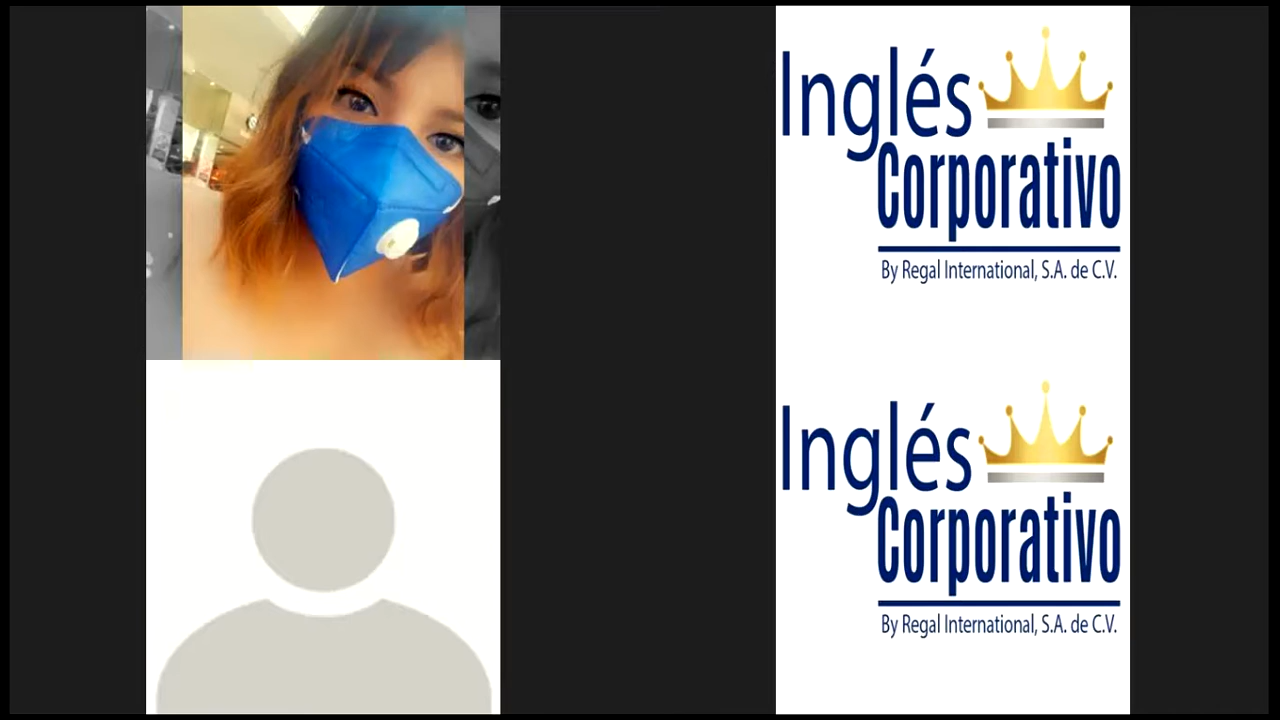 Inglés
Corporativo
By Regal International, S.A. de C.V.
Inglés
Corporativo
By Regal International, S.A. de C.V.